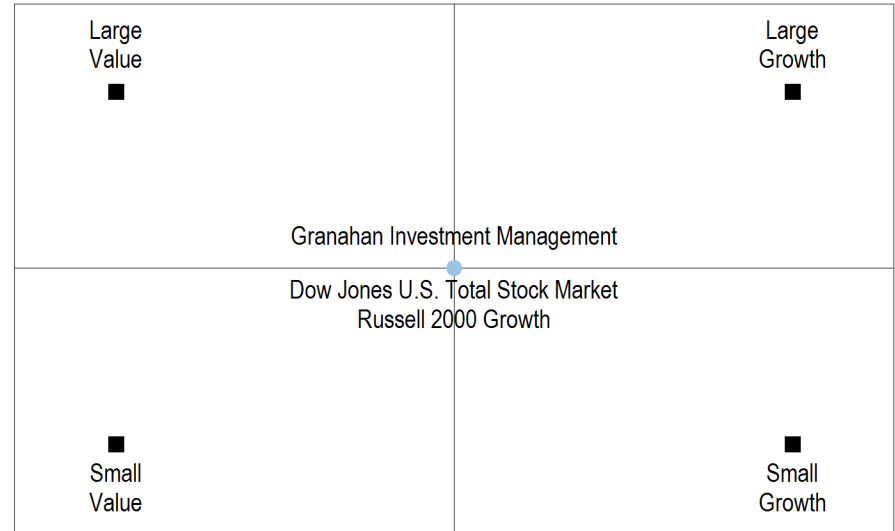 Large
Value
Large
Growth
Granahan Investment Management
Dow Jones U.S. Total Stock Market
Russell 2000 Growth
Small
Value
Small
Growth